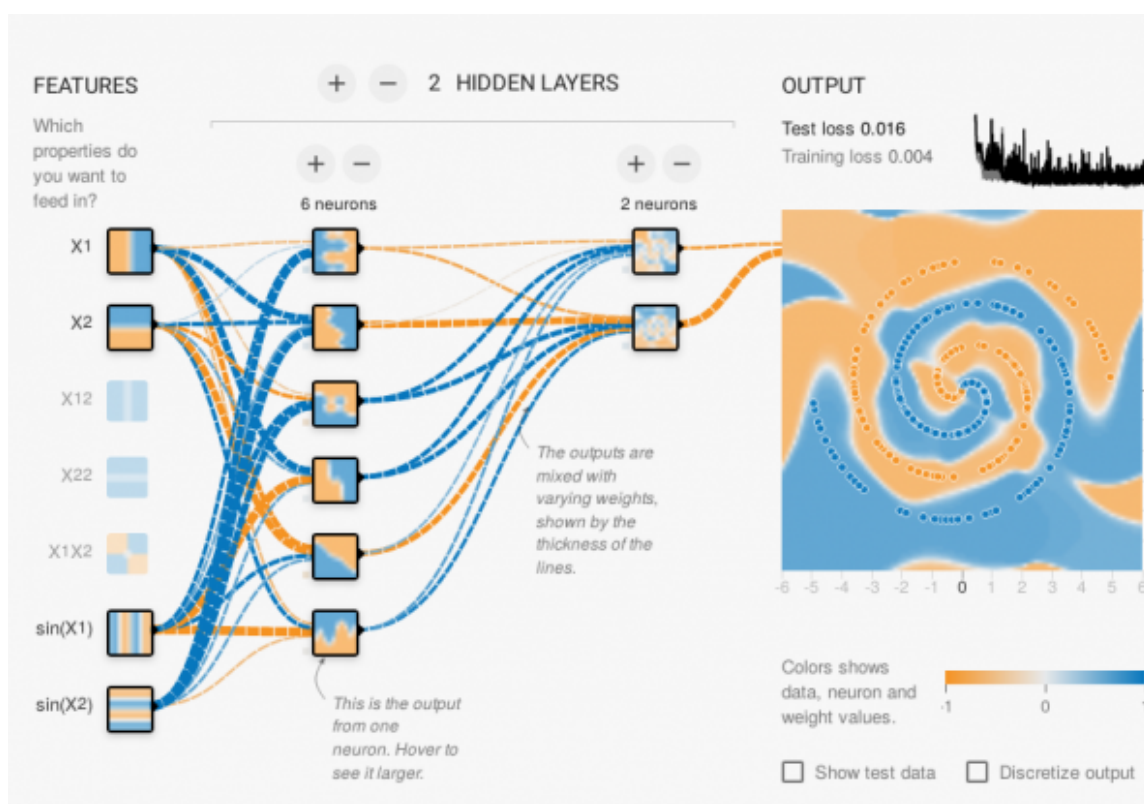 FEATURES
Which
properties do
you want to
feed in?
X1
X2
X12
X22
X1X2
sin(X1)
sin(X2)
+ − 2 HIDDEN LAYERS
+ −
6 neurons
+ −
2 neurons
The outputs are
mixed with
varying weights,
shown by the
thickness of the
lines.
This is the output
from one
neuron. Hover to
see it larger.
OUTPUT
Test loss 0.016
Training loss 0.004
-6 -5 -4 -3 -2 -1 0 1 2 3 4 5 6
Colors shows
data, neuron and
weight values.
-1 0 1
Show test data
Discretize output